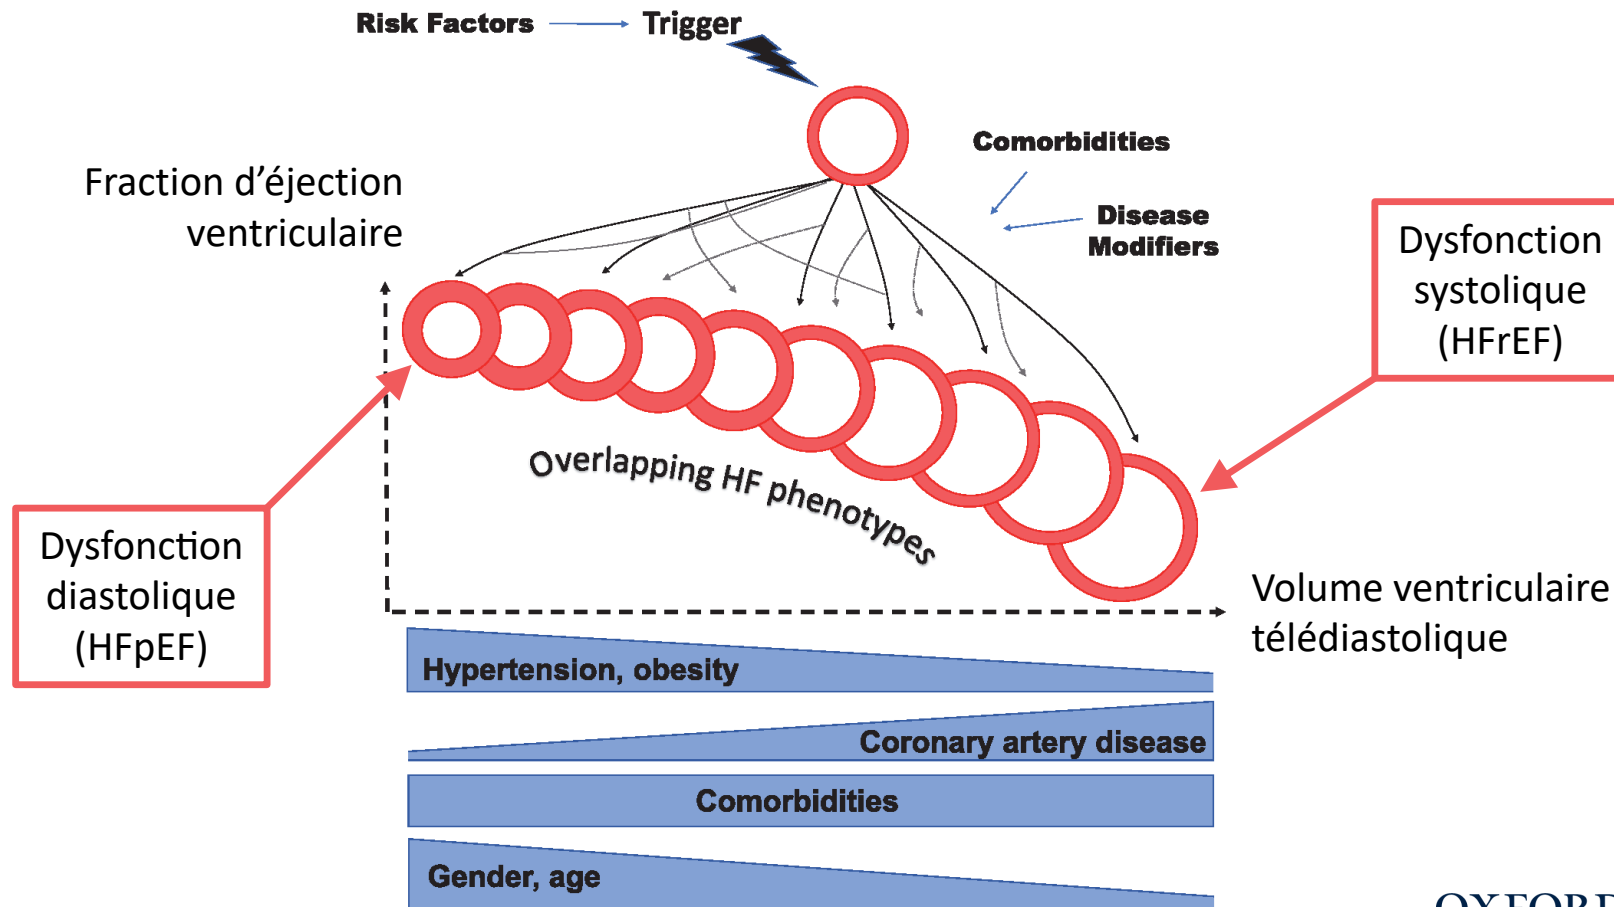 Risk Factors
Trigger
Comorbidities
Disease
Modifiers
Fraction d’éjection
ventriculaire
Dysfonction
systolique
(HFrEF)
Overlapping HF phenotypes
Dysfonction
diastolique
(HFpEF)
Volume ventriculaire
télédiastolique
Hypertension, obesity
Coronary artery disease
Comorbidities
Gender, age
OXFORD